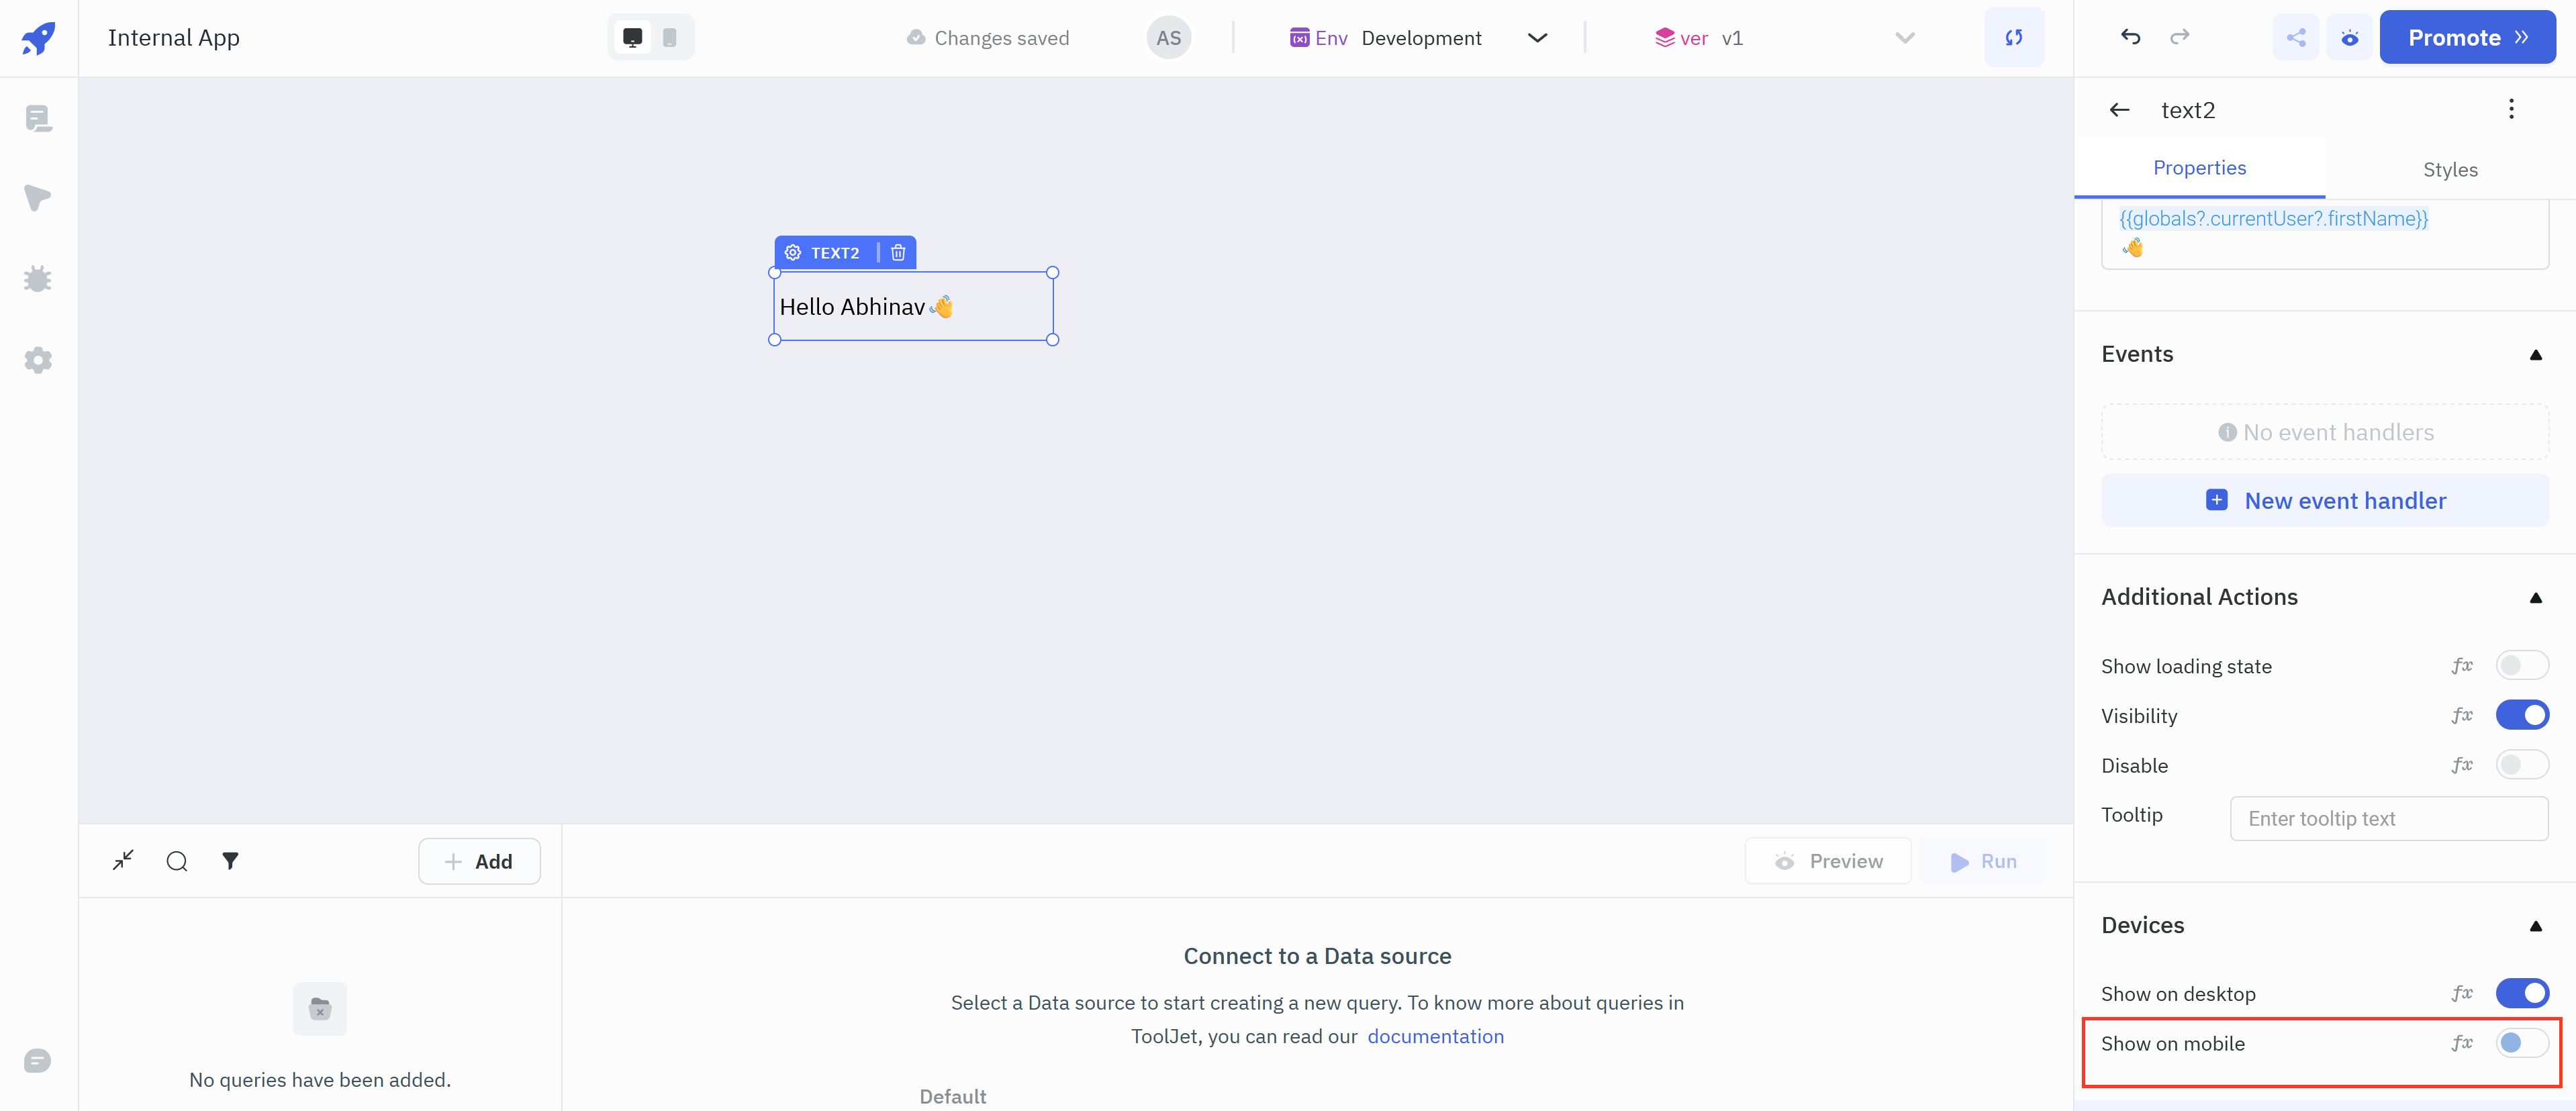 Internal App
Changes saved
AS
Env Development
ver v1
Promote
text2
Properties
Styles
{{globals?.currentUser?.firstName}}
👋
TEXT2
Hello Abhinav 👋
Events
No event handlers
New event handler
Additional Actions
Show loading state fx
Visibility fx
Disable fx
Tooltip Enter tooltip text
Devices
Show on desktop fx
Show on mobile fx
Add
Preview
Run
Connect to a Data source
Select a Data source to start creating a new query. To know more about queries in
ToolJet, you can read our documentation
Default
No queries have been added.